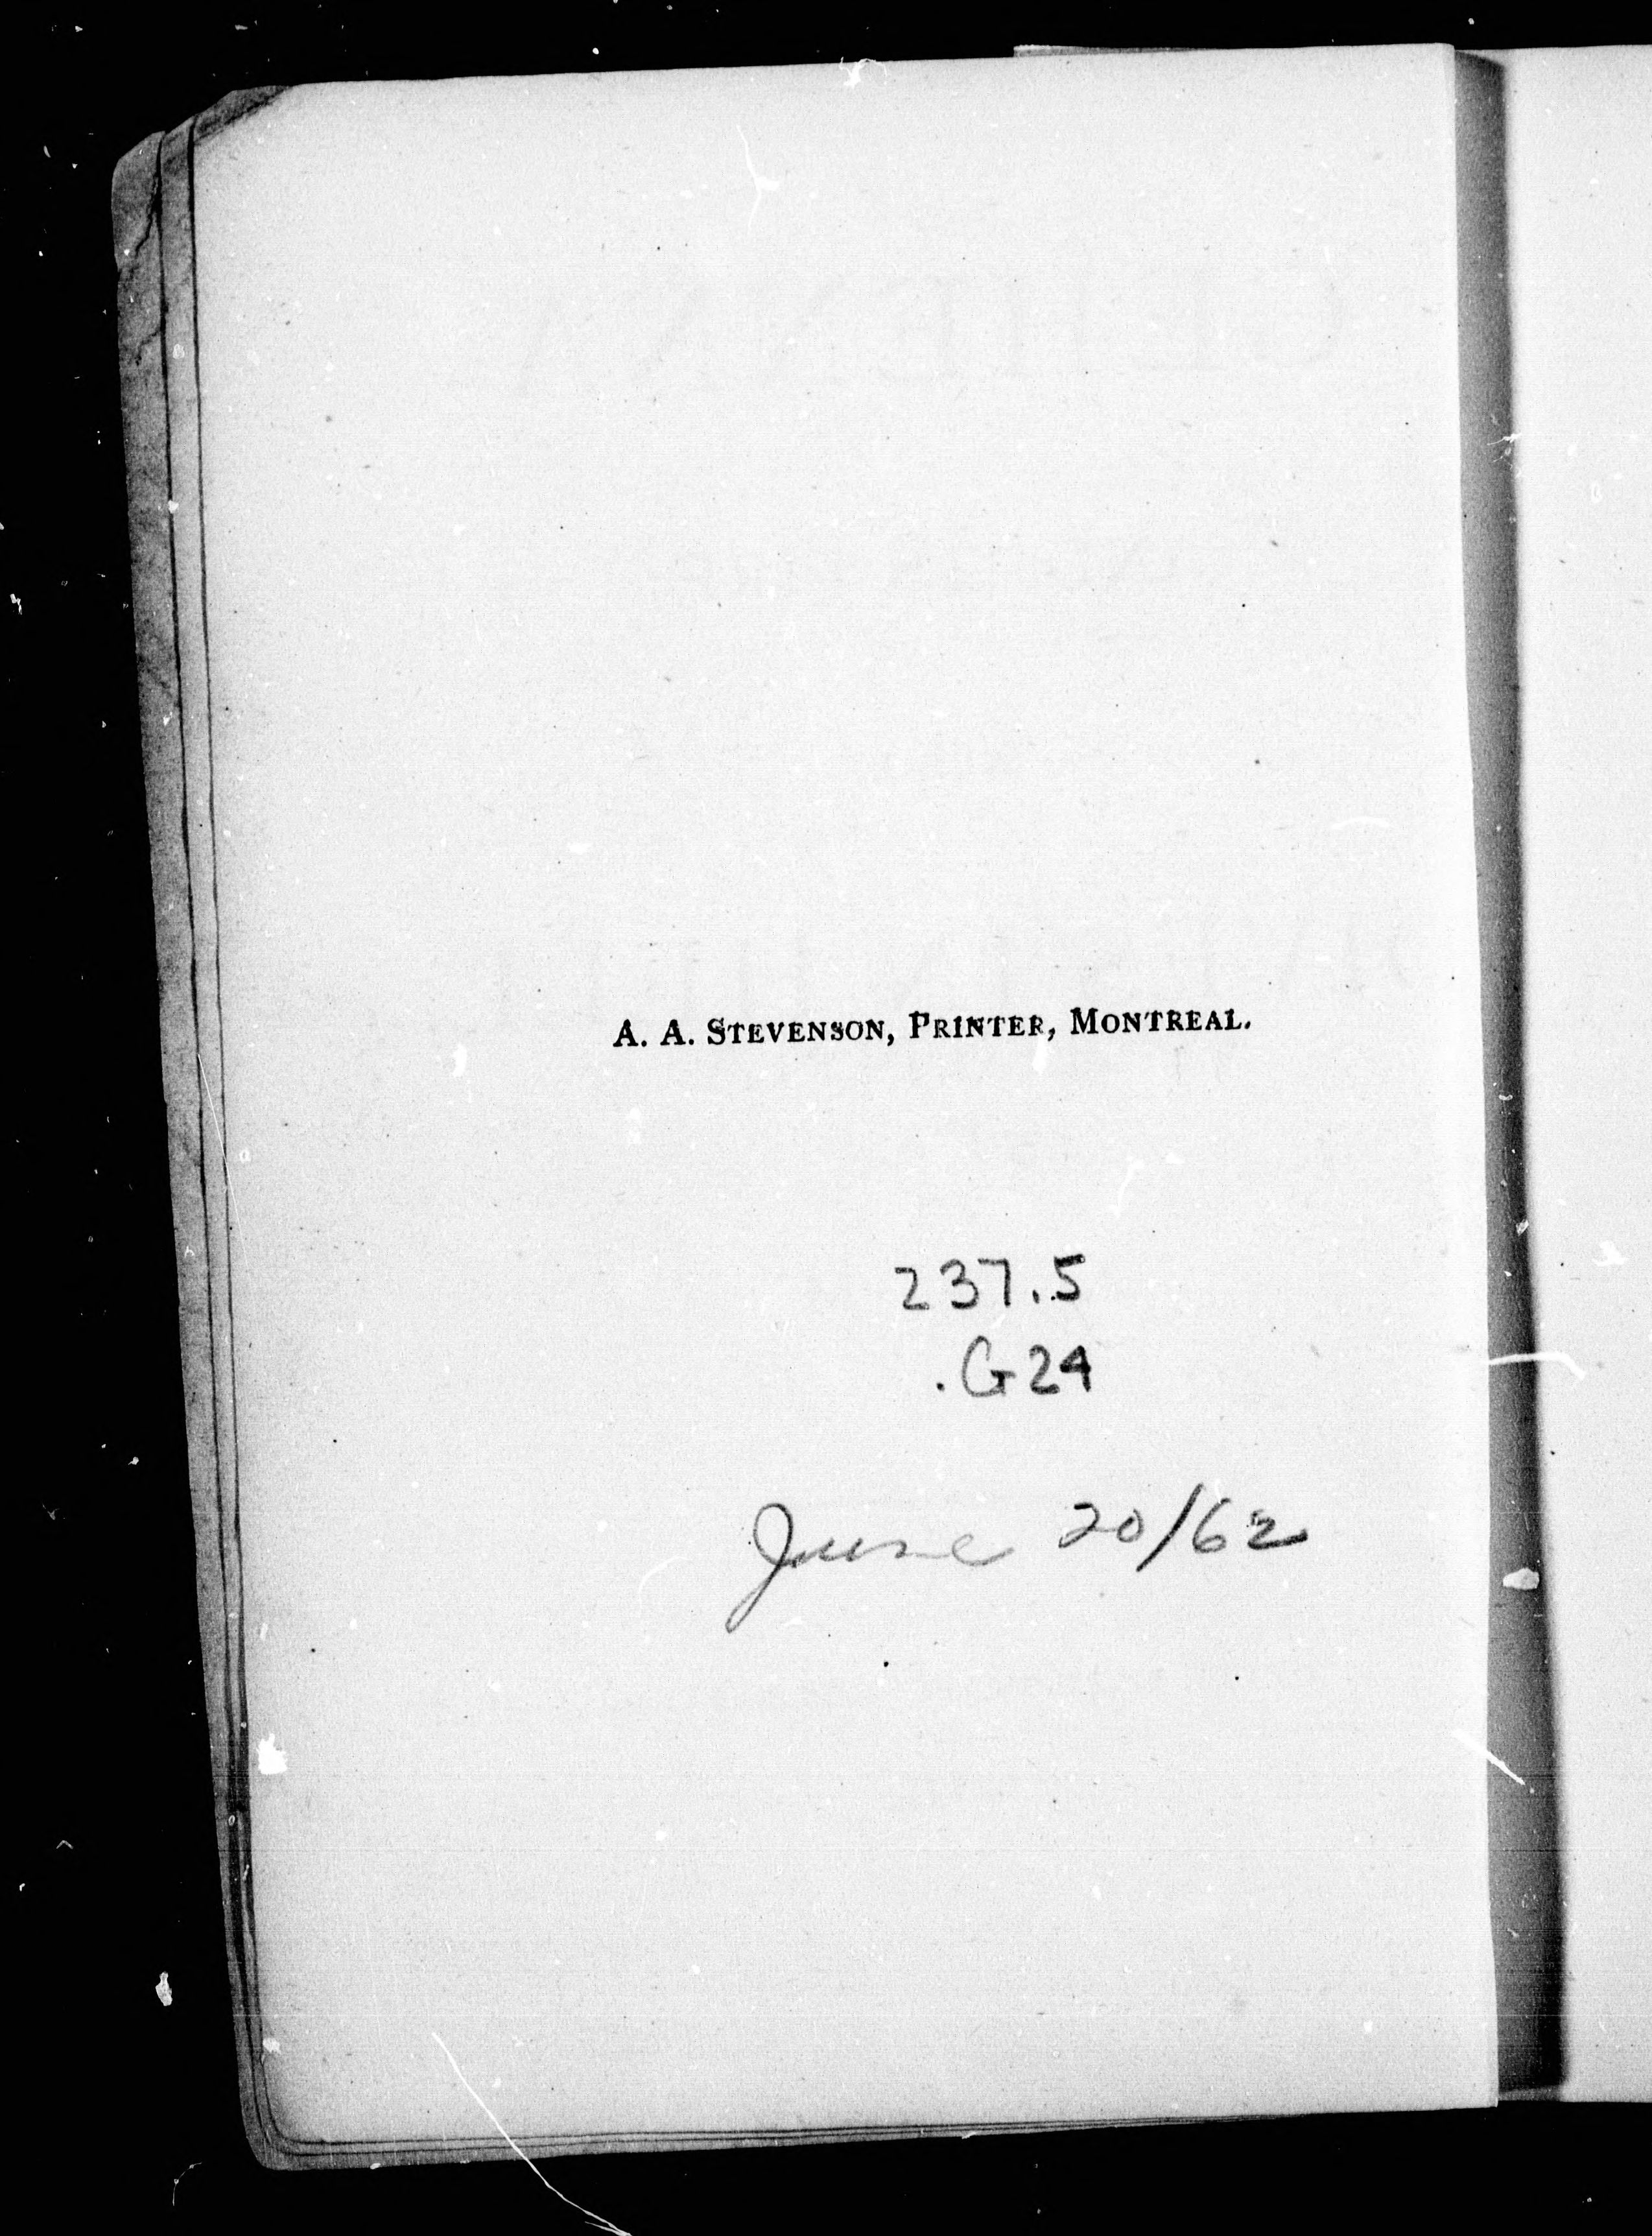 A. A. STEVENSON, PRINTER, MONTREAL.
237.5
.G24
June 20/62